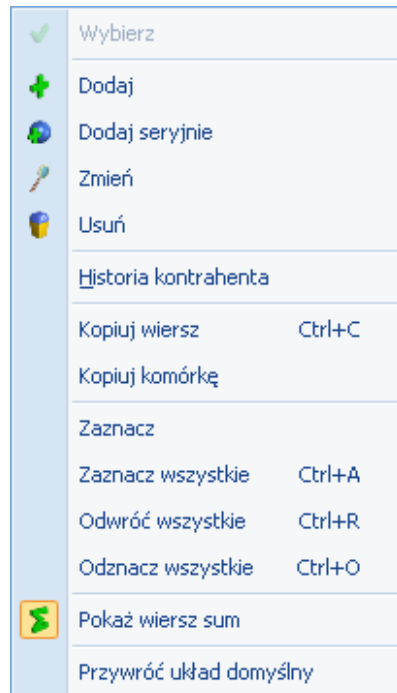 Wybierz
Dodaj
Dodaj seryjnie
Zmień
Usuń
Historia kontrahenta
Kopiuj wiersz Ctrl+C
Kopiuj komórkę
Zaznacz
Zaznacz wszystkie Ctrl+A
Odwróć wszystkie Ctrl+R
Odznacz wszystkie Ctrl+O
Pokaż wiersz sum
Przywróć układ domyślny